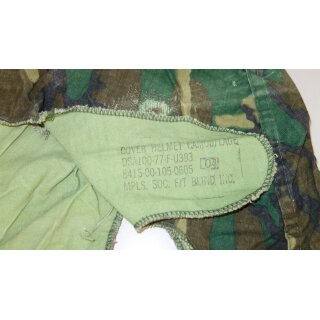 COVER HELMET CAMOUFLAGE
DSA100-77-F-U383
8415-00-105-0605
MPLS. SOC. F/T BLIND INC.